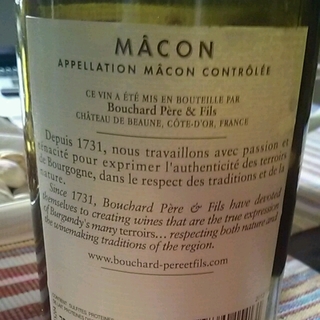 MÂCON
APPELLATION MÂCON CONTRÔLÉE
CE VIN A ÉTÉ MIS EN BOUTEILLE PAR
Bouchard Père & Fils
CHÂTEAU DE BEAUNE, CÔTE-D'OR, FRANCE
Depuis 1731, nous travaillons avec passion et
ténacité pour exprimer l'authenticité des terroirs
de Bourgogne, dans le respect des traditions et de la
nature.
Since 1731, Bouchard Père & Fils have devoted
themselves to creating wines that are the true expression
of Burgundy's many terroirs... respecting both nature and
the winemaking traditions of the region.
www.bouchard-pereetfils.com